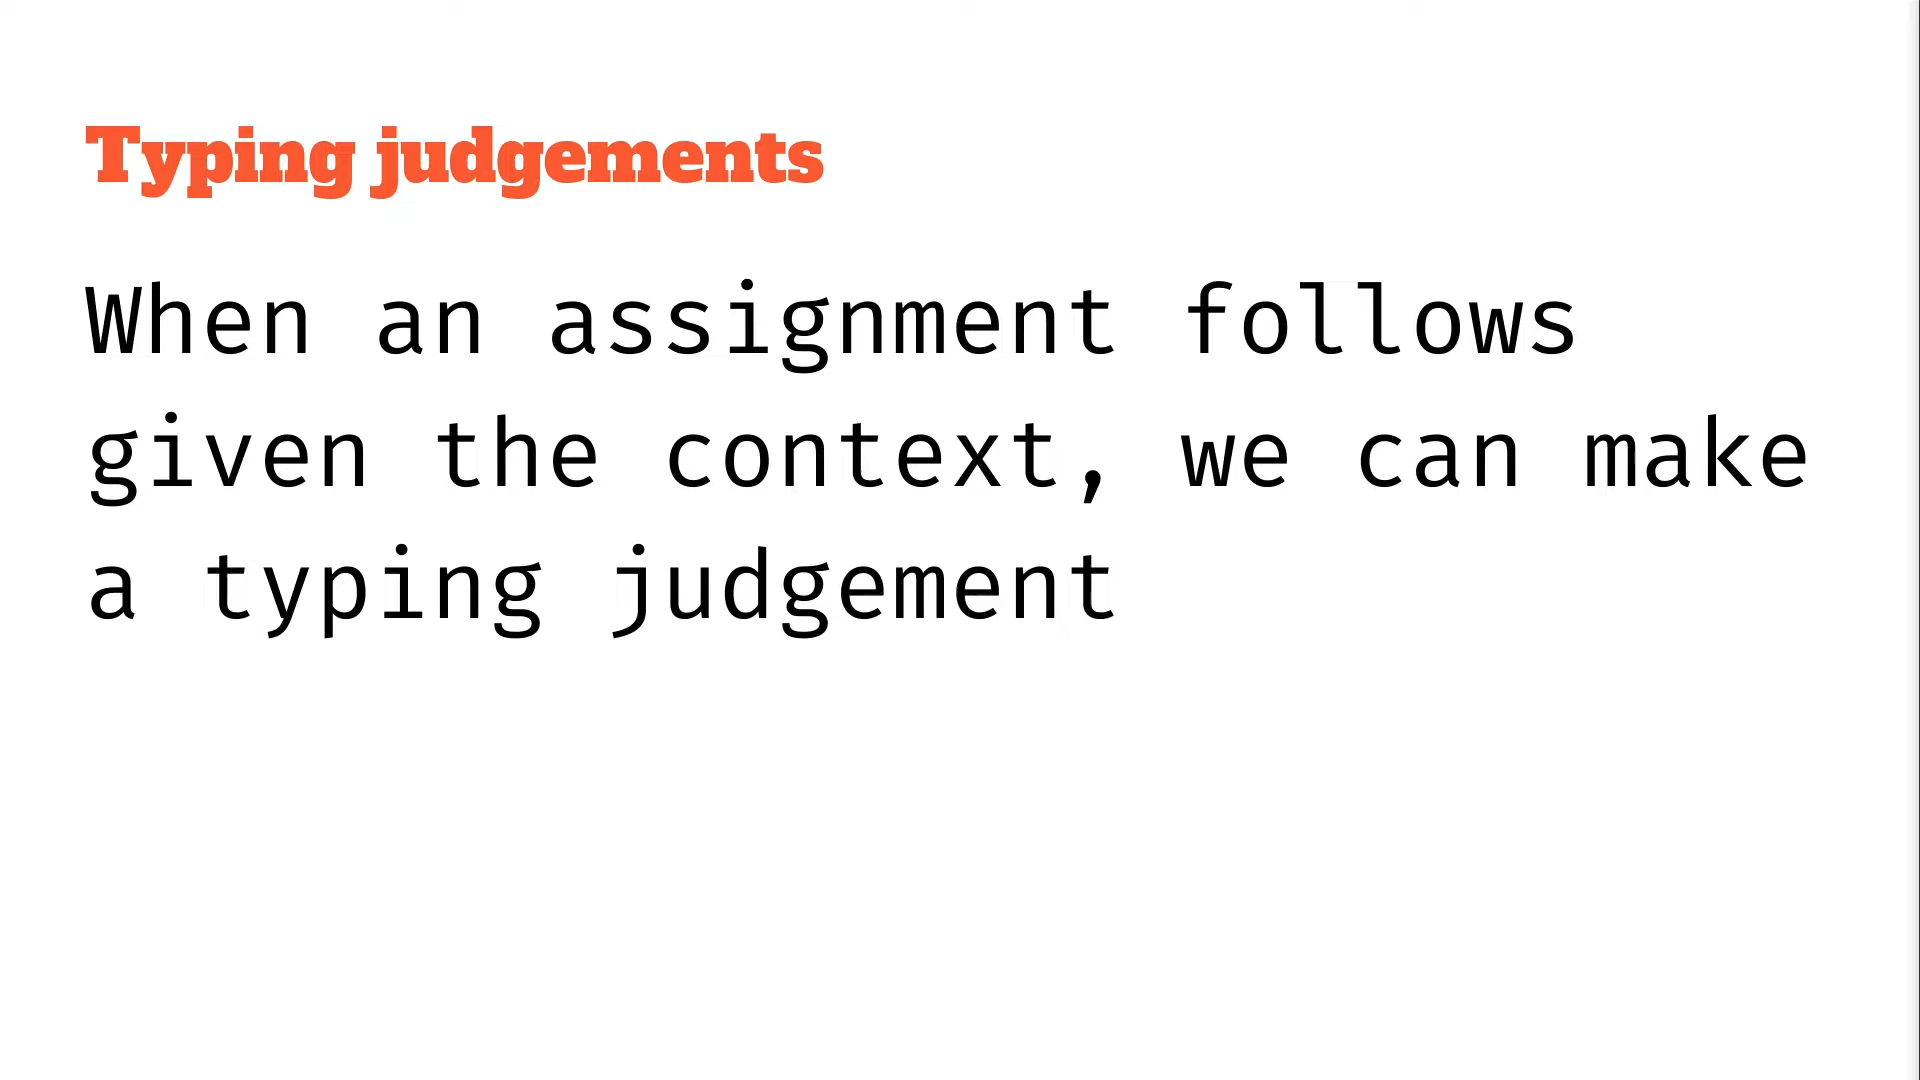 Typing judgements
When an assignment follows
given the context, we can make
a typing judgement